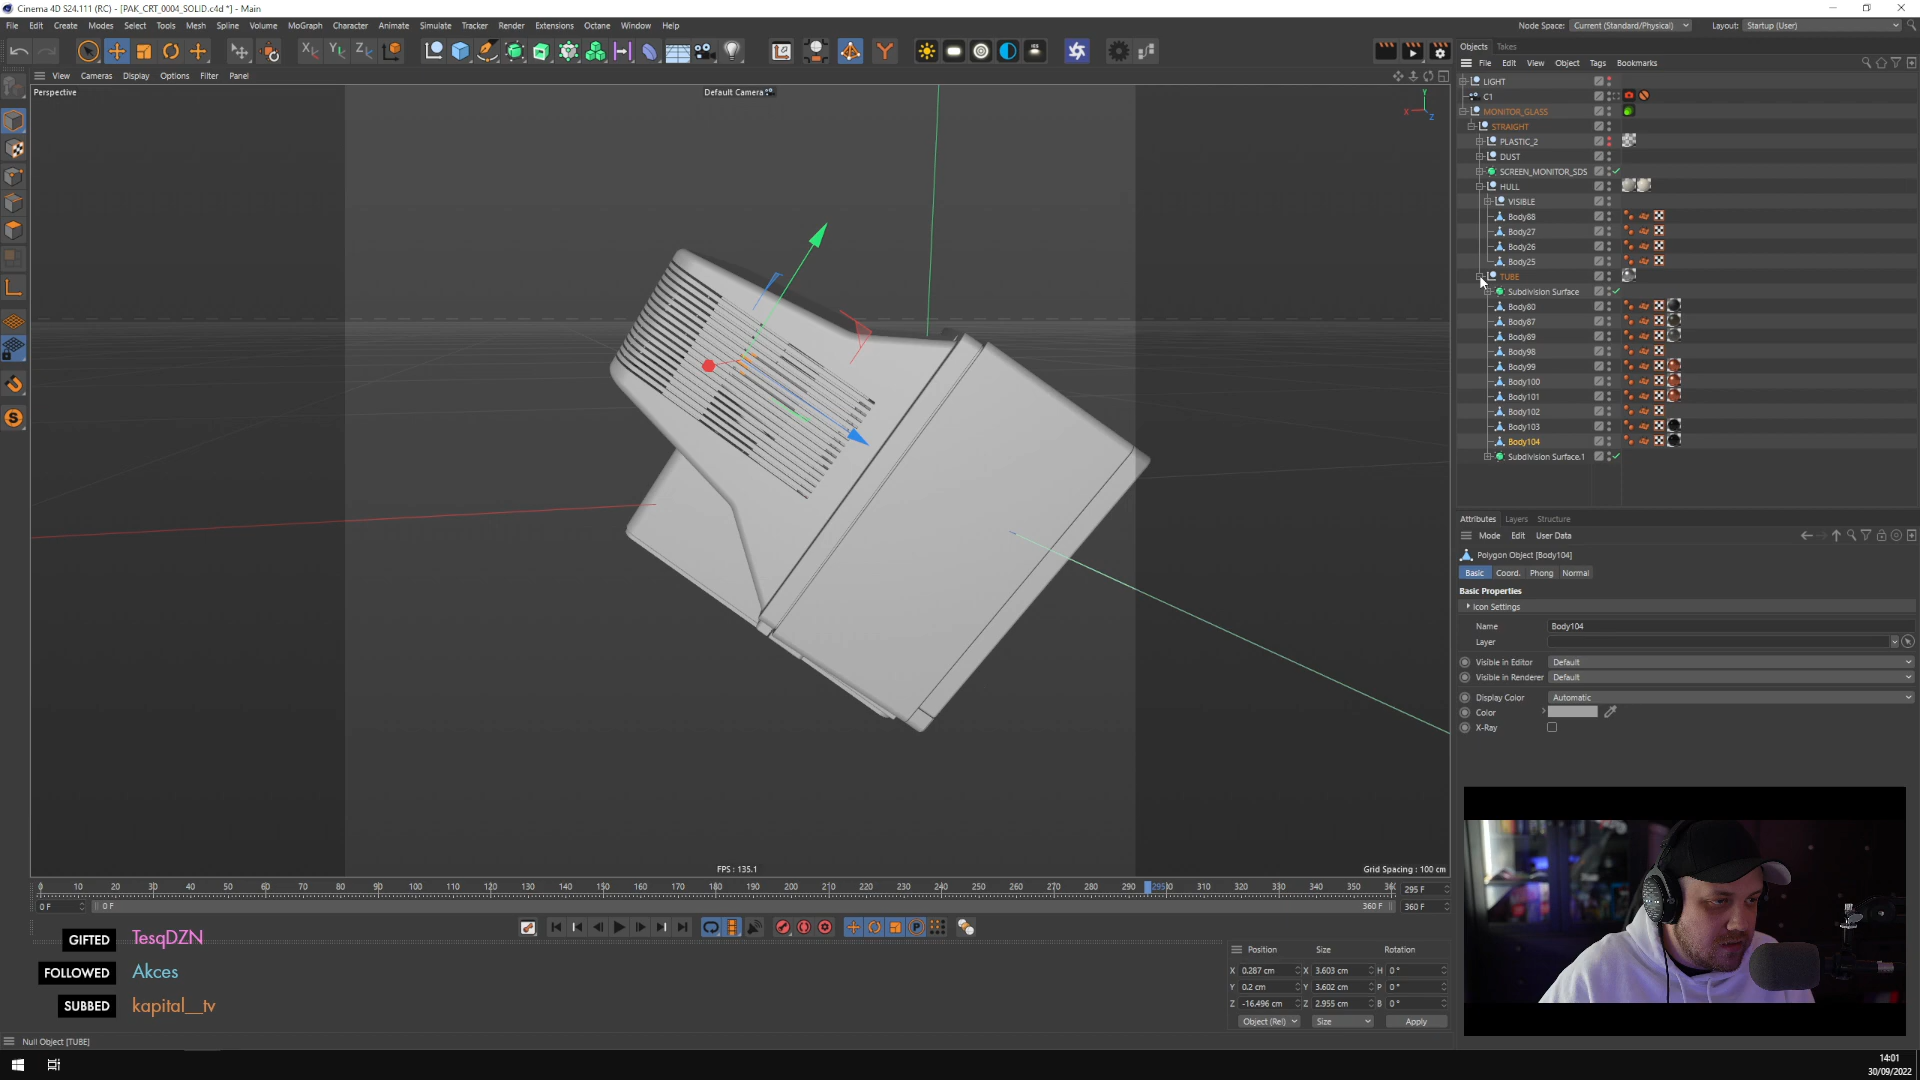 Cinema 4D S24.111 (RC) - [PAK_CRT_0004_SOLID.c4d *] - Main
File Edit Create Modes Select Tools Mesh Spline Volume MoGraph Character Animate Simulate Tracker Render Extensions Octane Window Help
Node Space: Current (Standard/Physical) Layout: Startup (User)
View Cameras Display Options Filter Panel
Perspective
Default Camera
Y
X
Z
FPS : 135.1
Grid Spacing : 100 cm
Objects Takes
File Edit View Object Tags Bookmarks
LIGHT
C1
MONITOR_GLASS
STRAIGHT
PLASTIC_2
DUST
SCREEN_MONITOR_SDS
HULL
VISIBLE
Body88
Body27
Body26
Body25
TUBE
Subdivision Surface
Body80
Body87
Body89
Body98
Body99
Body100
Body101
Body102
Body103
Body104
Subdivision Surface.1
Attributes Layers Structure
Mode Edit User Data
Polygon Object [Body104]
Basic Coord. Phong Normal
Basic Properties
Icon Settings
Name Body104
Layer
Visible in Editor Default
Visible in Renderer Default
Display Color Automatic
Color
X-Ray
0 10 20 30 40 50 60 70 80 90 100 110 120 130 140 150 160 170 180 190 200 210 220 230 240 250 260 270 280 290 295 310 320 330 340 350 295 F
0 F 0 F 360 F 360 F
GIFTED TesqDZN
FOLLOWED Akces
SUBBED kapital__tv
Position Size Rotation
X 0.287 cm X 3.603 cm H 0 °
Y 0.2 cm Y 3.602 cm P 0 °
Z -16.496 cm Z 2.955 cm B 0 °
Object (Rel) Size Apply
Null Object [TUBE]
14:01
30/09/2022